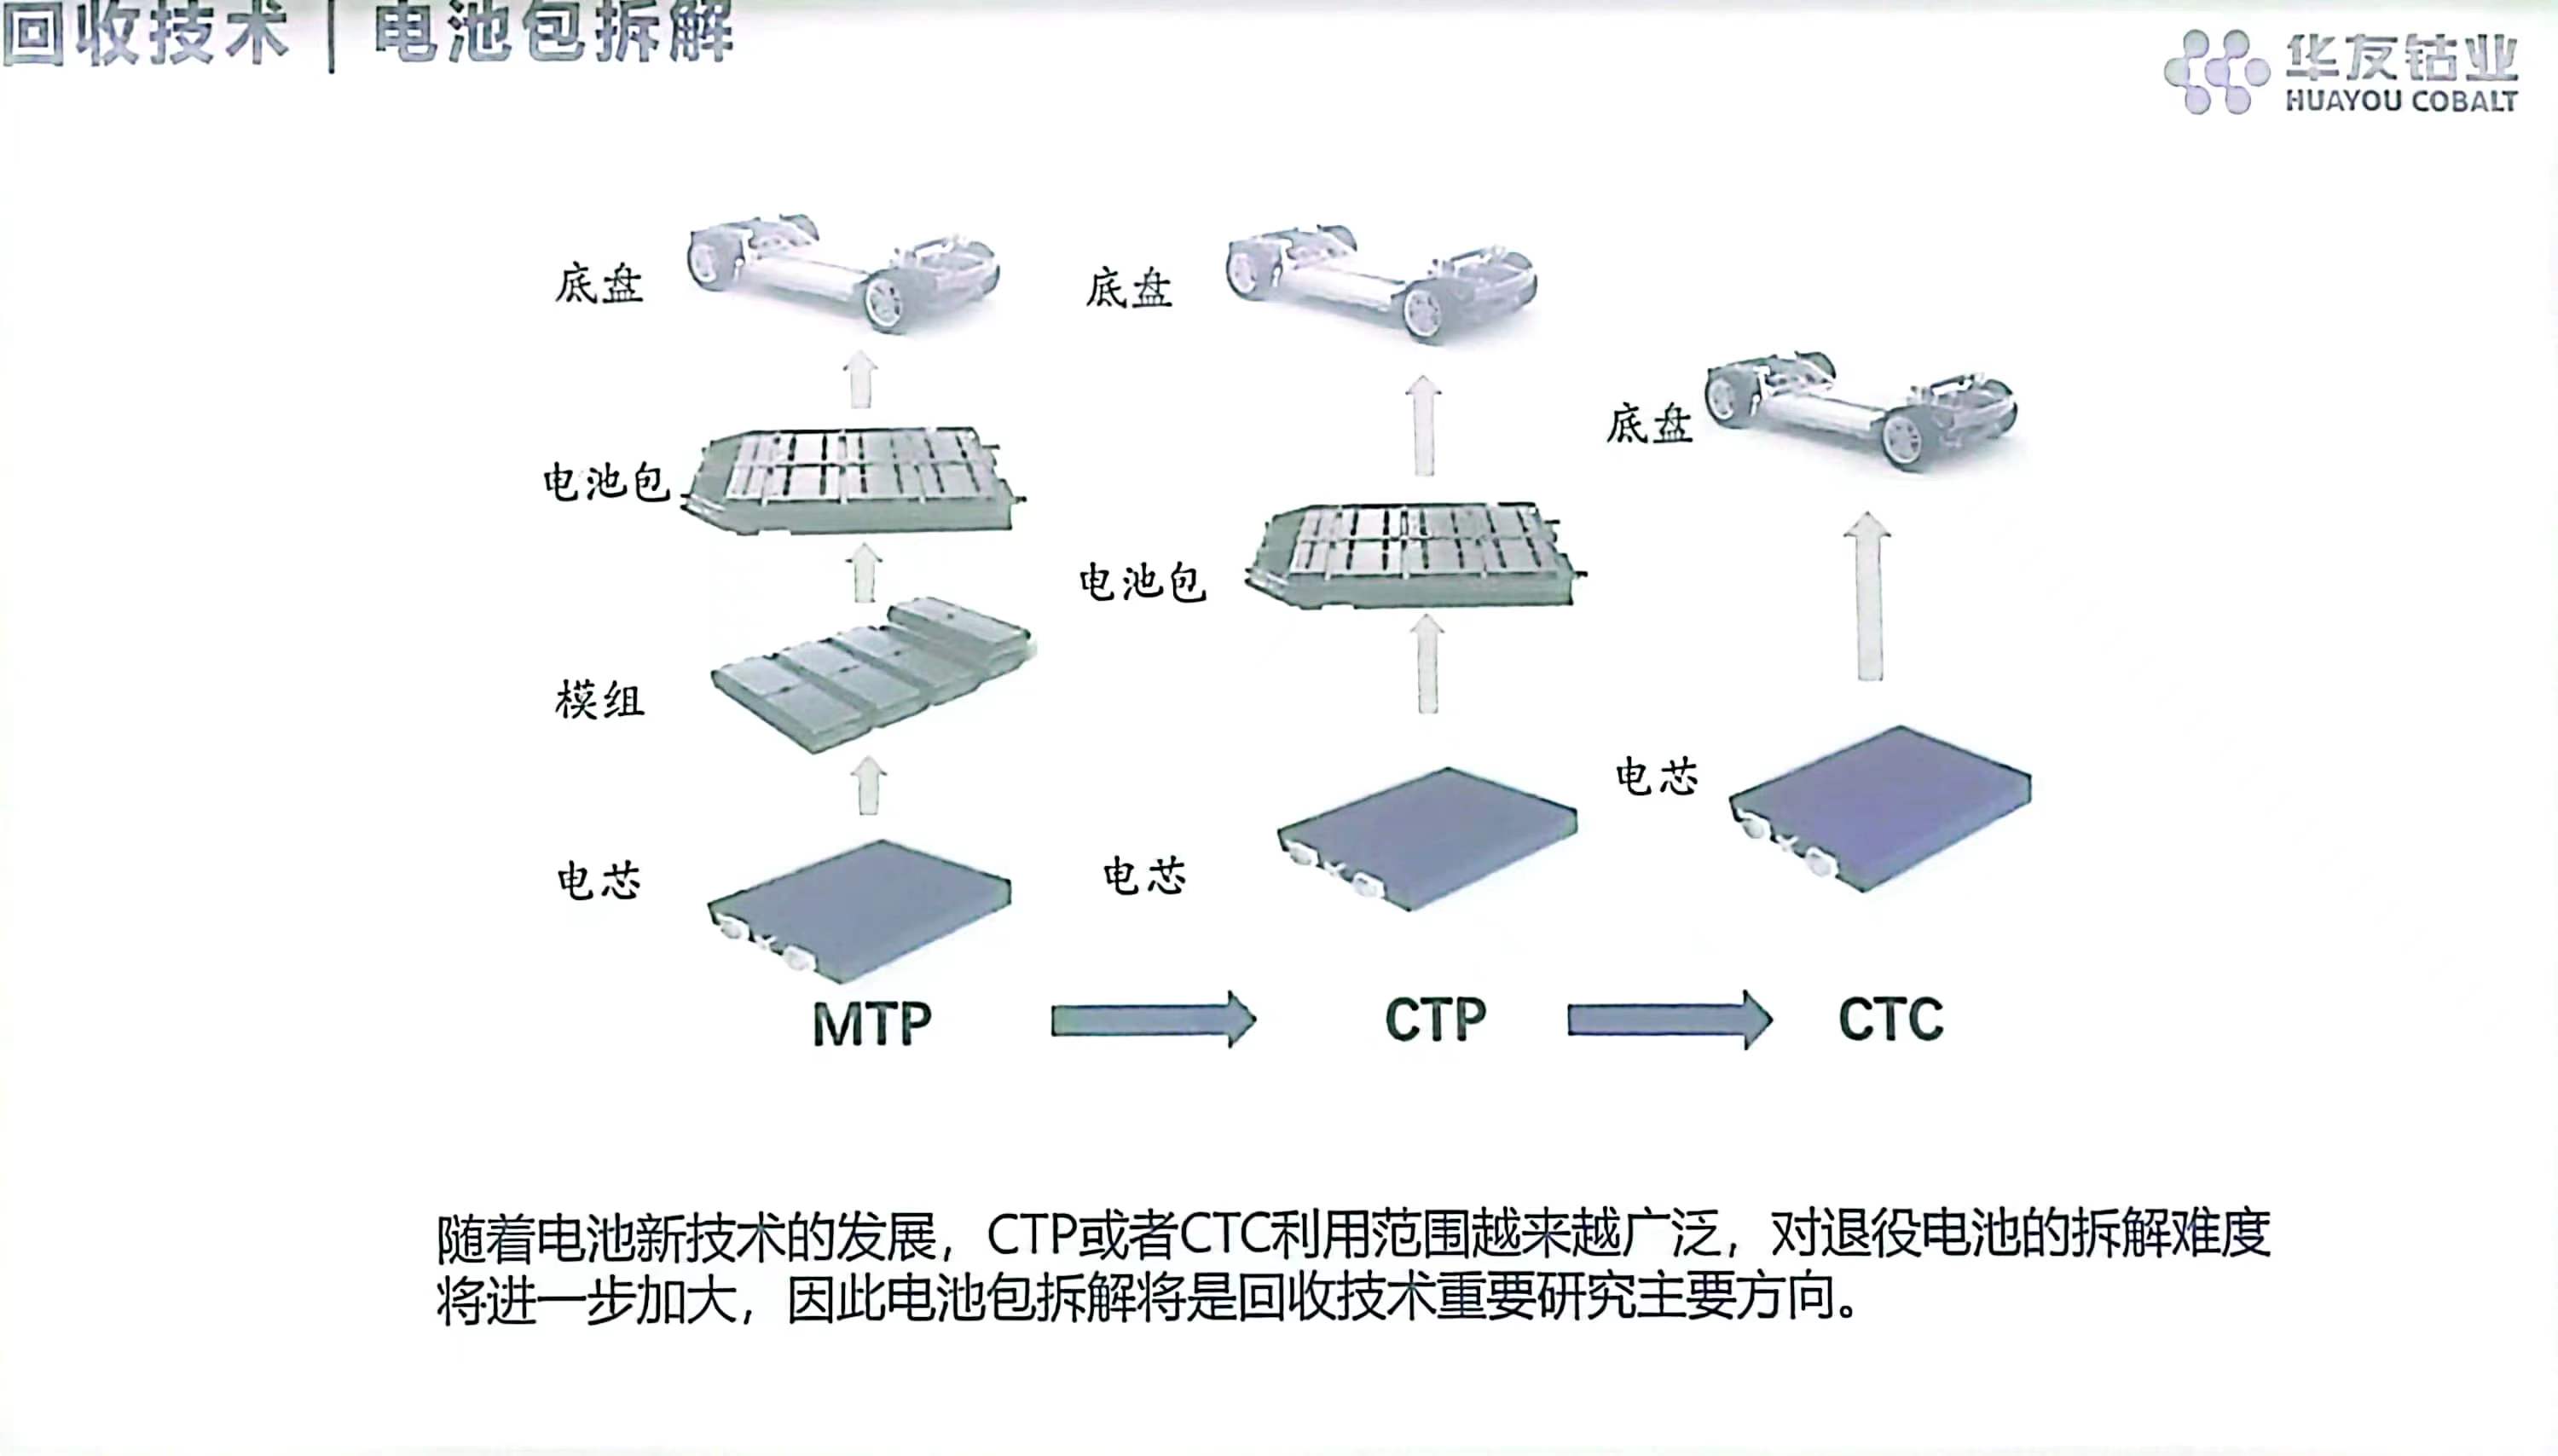 回收技术 | 电池包拆解
华友钴业
HUAYOU COBALT
底盘
电池包
模组
电芯
MTP
底盘
电池包
电芯
CTP
底盘
电芯
CTC
随着电池新技术的发展，CTP或者CTC利用范围越来越广泛，对退役电池的拆解难度
将进一步加大，因此电池包拆解将是回收技术重要研究主要方向。